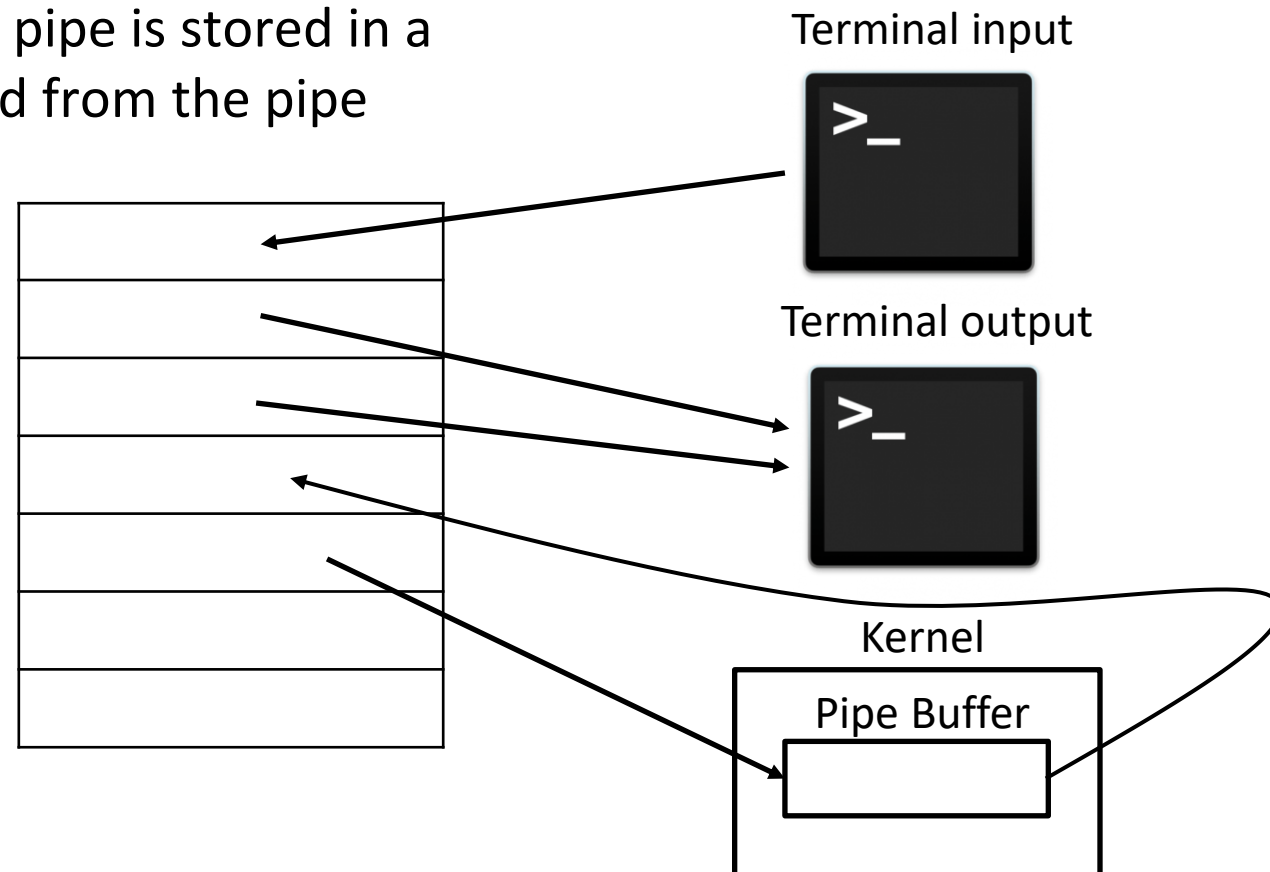 pipe is stored in a
d from the pipe
Terminal input
>_
Terminal output
>_
Kernel
Pipe Buffer